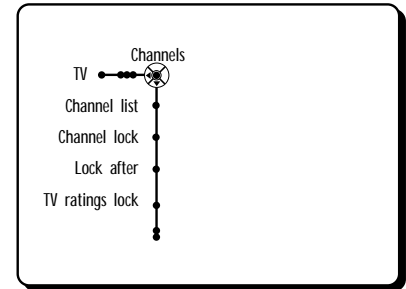 Channels
TV
Channel list
Channel lock
Lock after
TV ratings lock